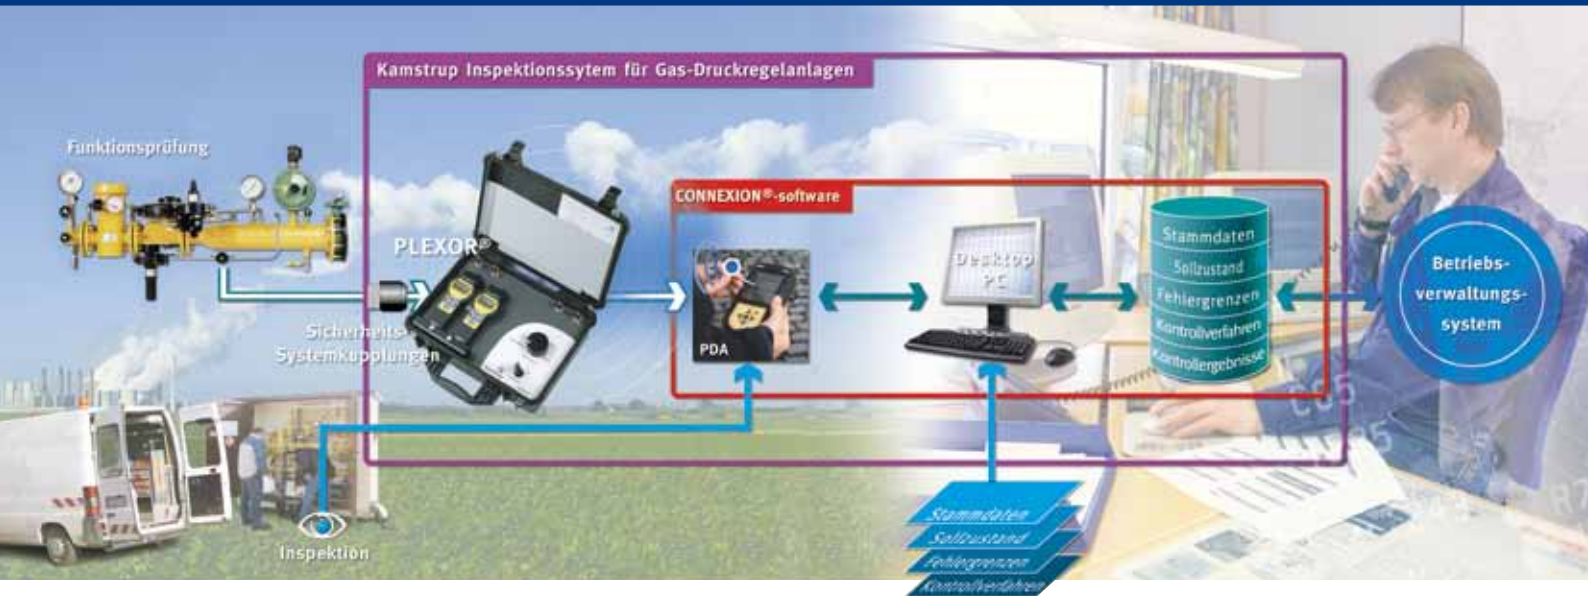 Kamstrup Inspektionssytem für Gas-Druckregelanlagen
Funktionsprüfung
CONNEXION®-software
PLEXOR®
Sicherheits-
Systemkupplungen
PDA
Desktop
PC
Stammdaten
Sollzustand
Fehlergrenzen
Kontrollverfahren
Kontrollergebnisse
Betriebs-
verwaltungs-
system
Inspektion
Stammdaten
Sollzustand
Fehlergrenzen
Kontrollverfahren